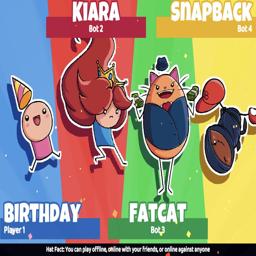 KIARA
Bot 2
SNAPBACK
Bot 4
BIRTHDAY
Player 1
FATCAT
Bot 3
Hat Fact: You can play offline, online with your friends, or online against anyone